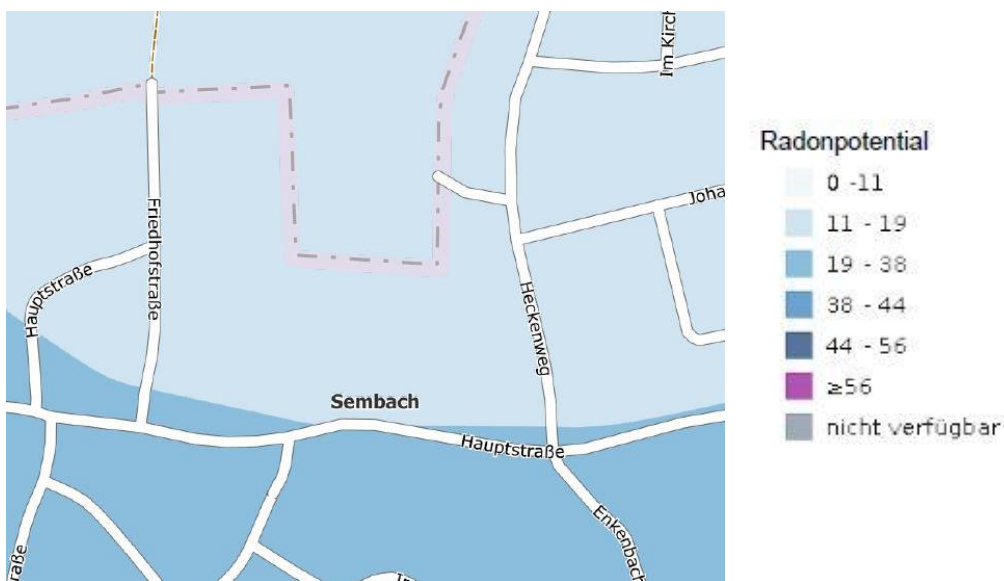 Im Kirch
Joha
Friedhofstraße
Hauptstraße
Heckenweg
Sembach
Hauptstraße
Enkenbach
raße
Radonpotential
0 -11
11 - 19
19 - 38
38 - 44
44 - 56
≥56
nicht verfügbar